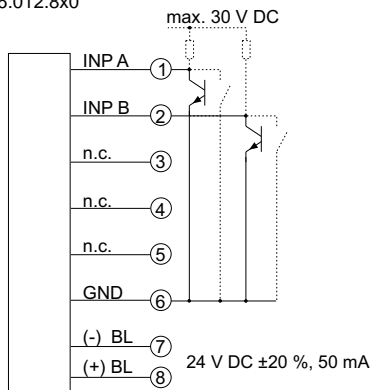 6.012.8x0
max. 30 V DC
INP A
1
INP B
2
n.c.
3
n.c.
4
n.c.
5
GND
6
(-) BL
7
(+) BL
8
24 V DC ±20 %, 50 mA